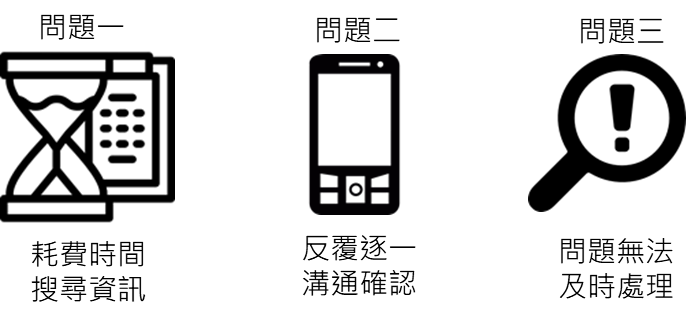 問題一
耗費時間
搜尋資訊
問題二
反覆逐一
溝通確認
問題三
問題無法
及時處理